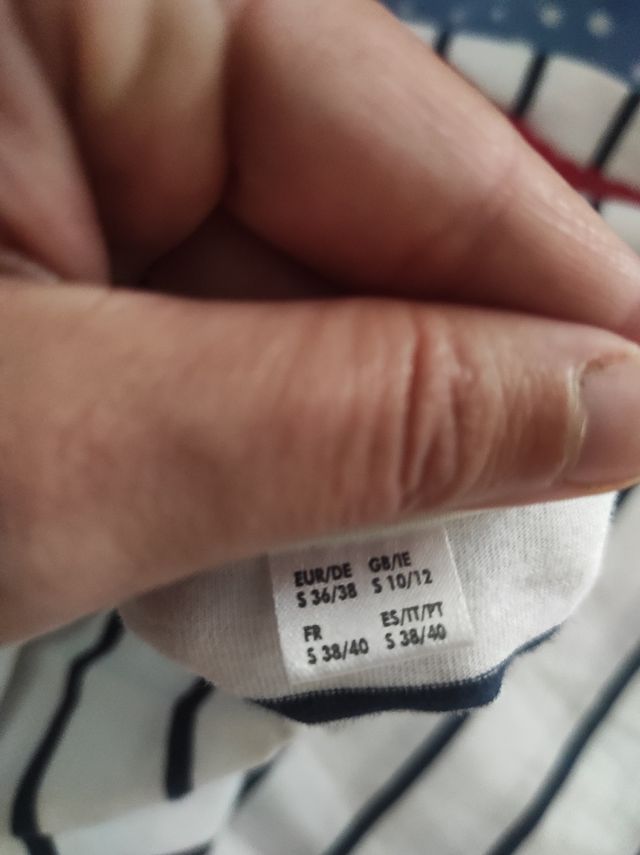 EUR/DE GB/IE
S 36/38 S 10/12
FR ES/IT/PT
S 38/40 S 38/40